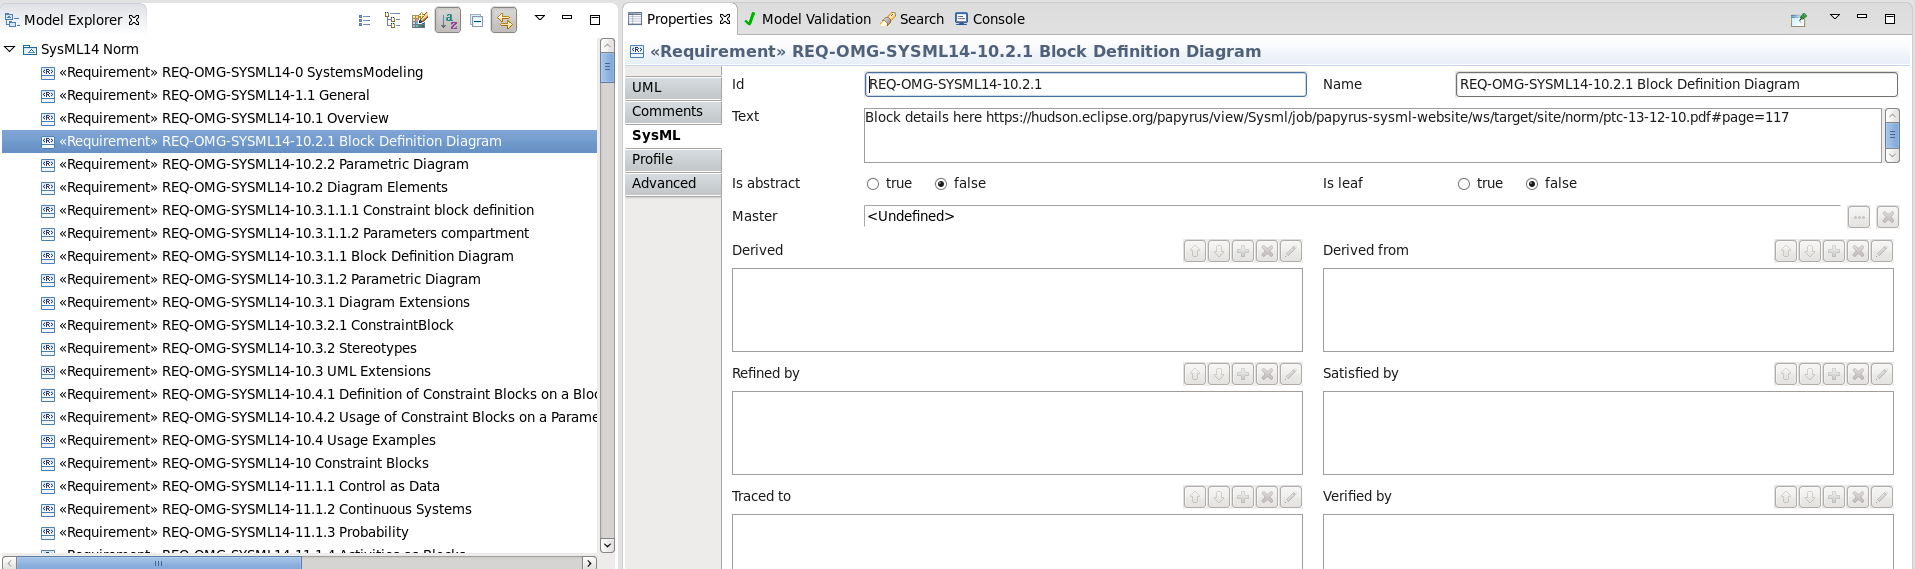 Model Explorer
SysML14 Norm
«Requirement» REQ-OMG-SYSML14-0 SystemsModeling
«Requirement» REQ-OMG-SYSML14-1.1 General
«Requirement» REQ-OMG-SYSML14-10.1 Overview
«Requirement» REQ-OMG-SYSML14-10.2.1 Block Definition Diagram
«Requirement» REQ-OMG-SYSML14-10.2.2 Parametric Diagram
«Requirement» REQ-OMG-SYSML14-10.2 Diagram Elements
«Requirement» REQ-OMG-SYSML14-10.3.1.1.1 Constraint block definition
«Requirement» REQ-OMG-SYSML14-10.3.1.1.2 Parameters compartment
«Requirement» REQ-OMG-SYSML14-10.3.1.1 Block Definition Diagram
«Requirement» REQ-OMG-SYSML14-10.3.1.2 Parametric Diagram
«Requirement» REQ-OMG-SYSML14-10.3.1 Diagram Extensions
«Requirement» REQ-OMG-SYSML14-10.3.2.1 ConstraintBlock
«Requirement» REQ-OMG-SYSML14-10.3.2 Stereotypes
«Requirement» REQ-OMG-SYSML14-10.3 UML Extensions
«Requirement» REQ-OMG-SYSML14-10.4.1 Definition of Constraint Blocks on a Bloc
«Requirement» REQ-OMG-SYSML14-10.4.2 Usage of Constraint Blocks on a Parame
«Requirement» REQ-OMG-SYSML14-10.4 Usage Examples
«Requirement» REQ-OMG-SYSML14-10 Constraint Blocks
«Requirement» REQ-OMG-SYSML14-11.1.1 Control as Data
«Requirement» REQ-OMG-SYSML14-11.1.2 Continuous Systems
«Requirement» REQ-OMG-SYSML14-11.1.3 Probability
«Requirement» REQ-OMG-SYSML14-11.1.4 Activities as Blocks
Properties Model Validation Search Console
«Requirement» REQ-OMG-SYSML14-10.2.1 Block Definition Diagram
UML
Comments
SysML
Profile
Advanced
Id REQ-OMG-SYSML14-10.2.1 Name REQ-OMG-SYSML14-10.2.1 Block Definition Diagram
Text Block details here https://hudson.eclipse.org/papyrus/view/Sysml/job/papyrus-sysml-website/ws/target/site/norm/ptc-13-12-10.pdf#page=117
Is abstract true false Is leaf true false
Master <Undefined>
Derived Derived from
Refined by Satisfied by
Traced to Verified by